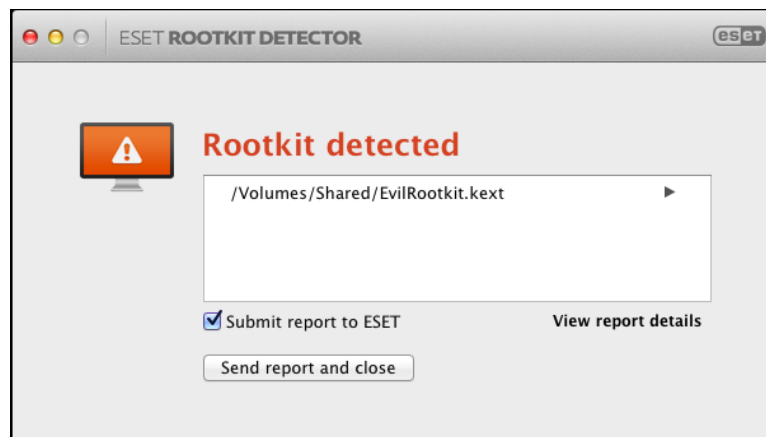 ESET ROOTKIT DETECTOR
eset
Rootkit detected
/Volumes/Shared/EvilRootkit.kext
Submit report to ESET
View report details
Send report and close